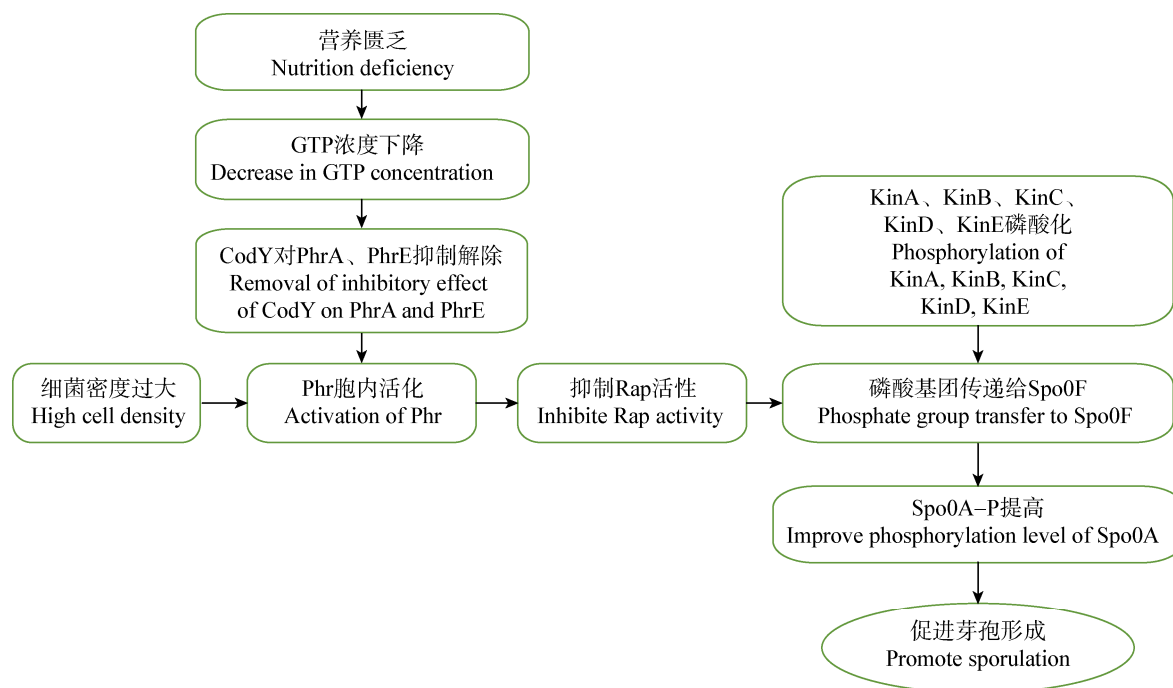 营养匮乏
Nutrition deficiency
GTP浓度下降
Decrease in GTP concentration
CodY对PhrA、PhrE抑制解除
Removal of inhibitory effect
of CodY on PhrA and PhrE
KinA、KinB、KinC、
KinD、KinE磷酸化
Phosphorylation of
KinA, KinB, KinC,
KinD, KinE
细菌密度过大
High cell density
Phr胞内活化
Activation of Phr
抑制Rap活性
Inhibite Rap activity
磷酸基团传递给Spo0F
Phosphate group transfer to Spo0F
Spo0A–P提高
Improve phosphorylation level of Spo0A
促进芽孢形成
Promote sporulation